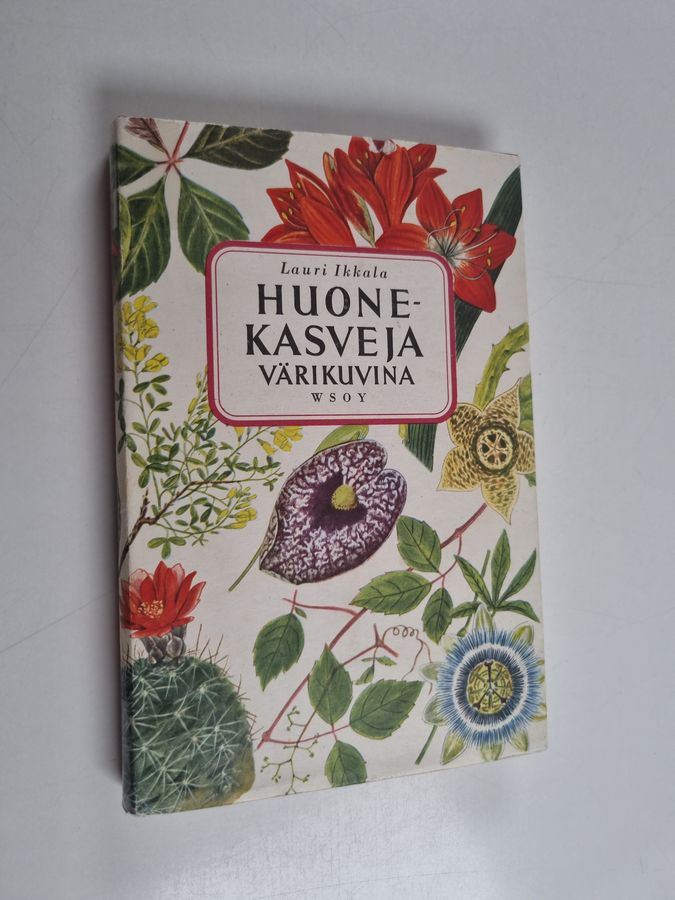 Lauri Ikkala
HUONE-
KASVEJA
VÄRIKUVINA
WSOY